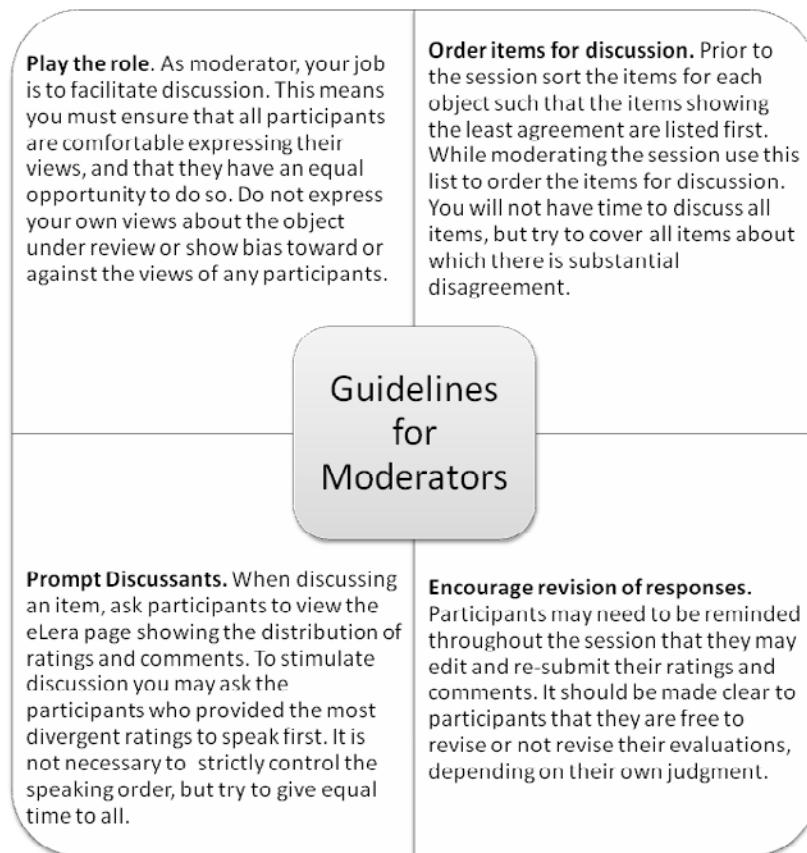 Play the role. As moderator, your job
is to facilitate discussion. This means
you must ensure that all participants
are comfortable expressing their
views, and that they have an equal
opportunity to do so. Do not express
your own views about the object
under review or show bias toward or
against the views of any participants.
Order items for discussion. Prior to
the session sort the items for each
object such that the items showing
the least agreement are listed first.
While moderating the session use this
list to order the items for discussion.
You will not have time to discuss all
items, but try to cover all items about
which there is substantial
disagreement.
Guidelines
for
Moderators
Prompt Discussants. When discussing
an item, ask participants to view the
eLera page showing the distribution of
ratings and comments. To stimulate
discussion you may ask the
participants who provided the most
divergent ratings to speak first. It is
not necessary to strictly control the
speaking order, but try to give equal
time to all.
Encourage revision of responses.
Participants may need to be reminded
throughout the session that they may
edit and re-submit their ratings and
comments. It should be made clear to
participants that they are free to
revise or not revise their evaluations,
depending on their own judgment.